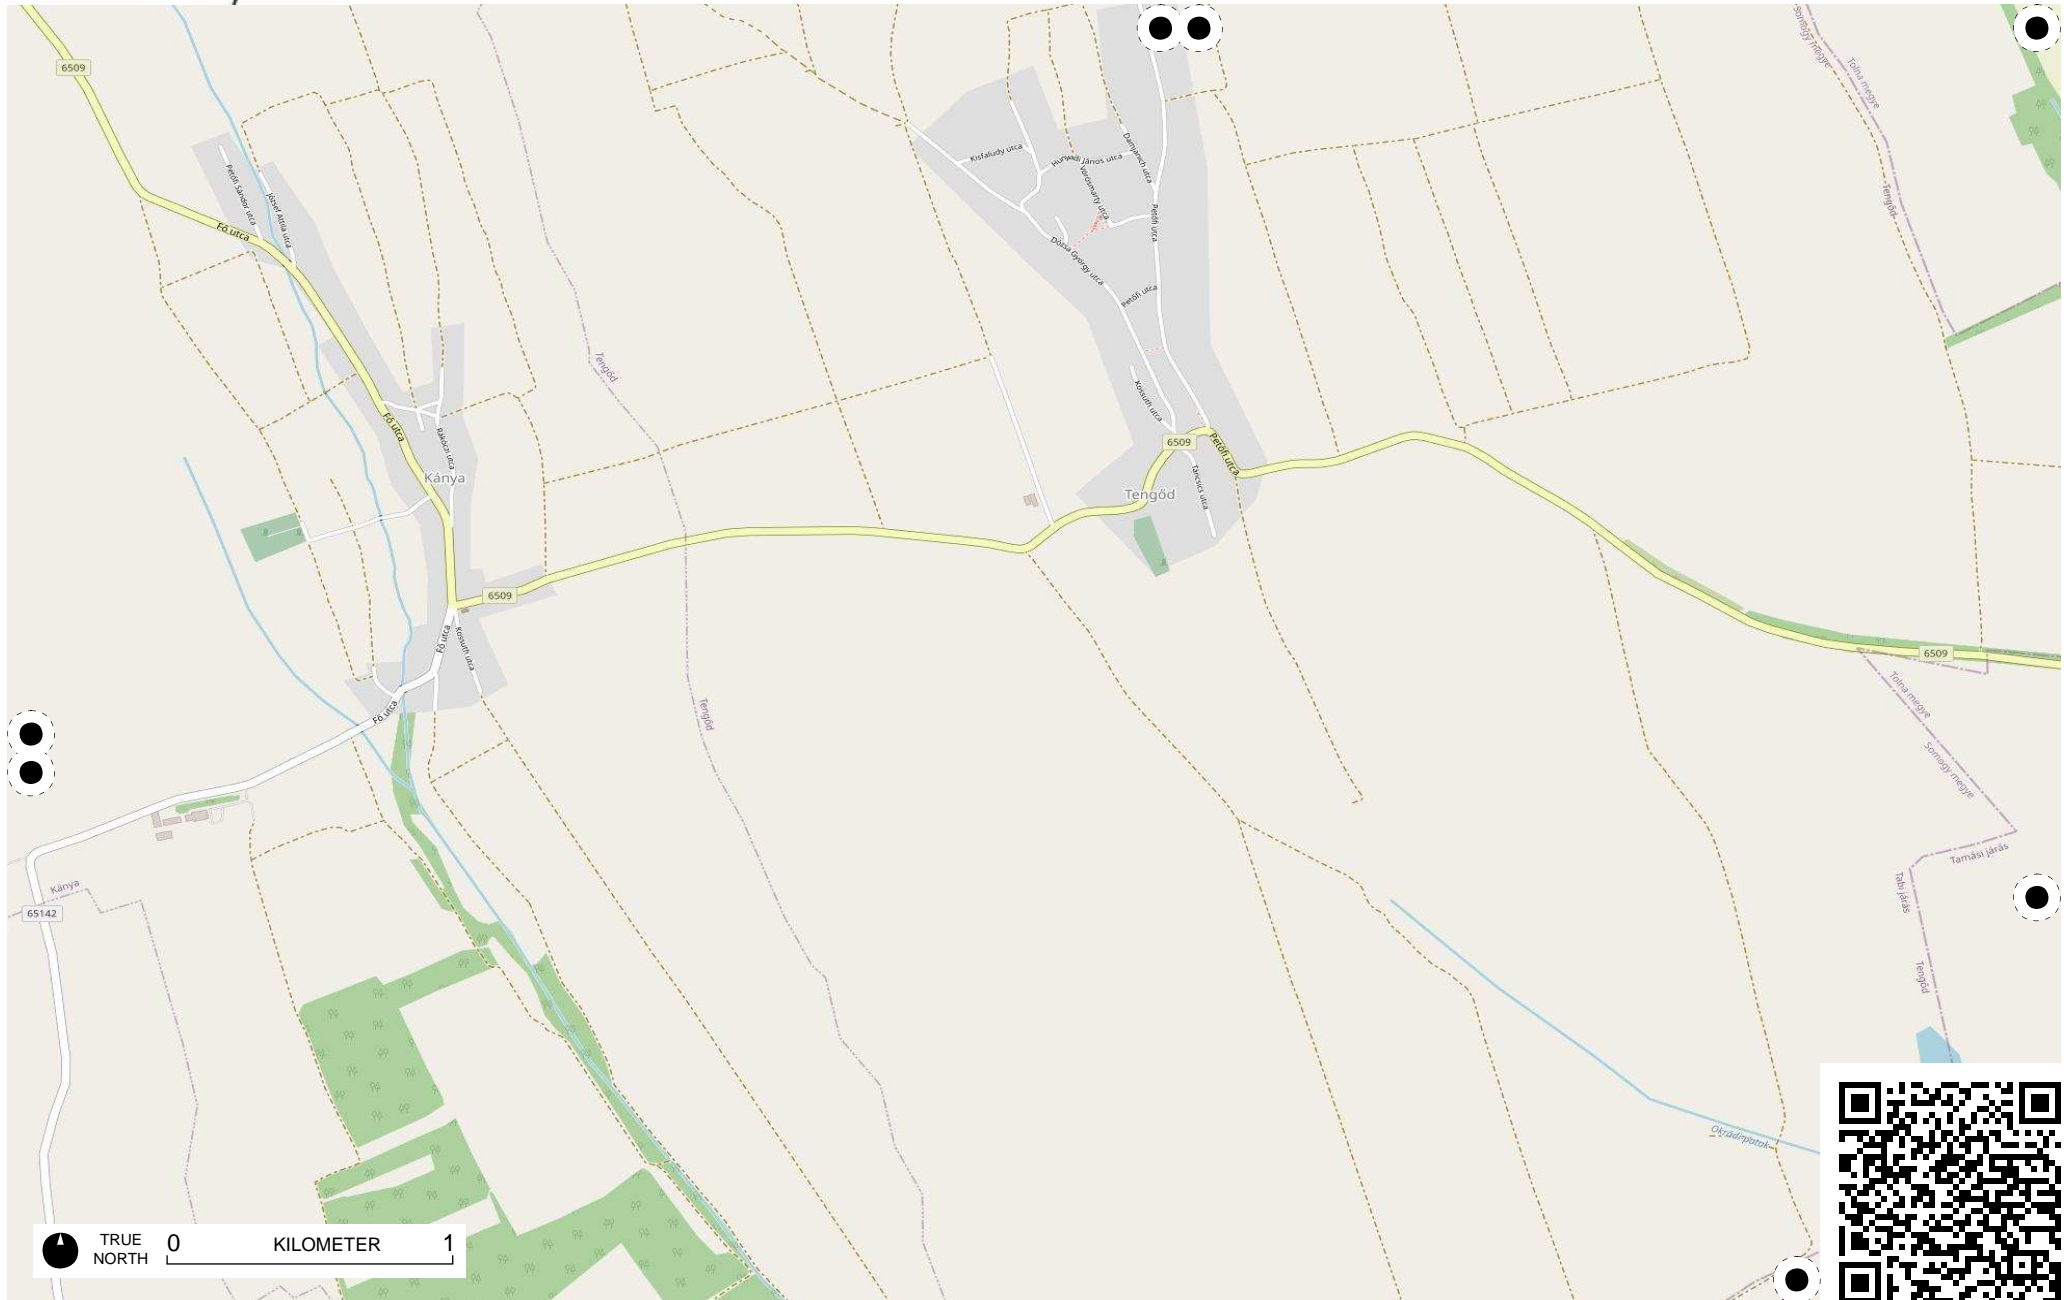 6509
Somogy megye
Tolna megye
Kisfaludy utca
Hunyadi János utca
Damjanich utca
Vörösmarty utca
Petőfi Sándor utca
József Attila utca
Fő utca
Petőfi utca
Tengőd
Dózsa György utca
Petőfi utca
Tengőd
Kossuth utca
Fő utca
Rákóczi utca
6509
Petőfi utca
Kánya
Táncsics utca
Tengőd
6509
Fő utca
Kossuth utca
6509
Tolna megye
Tengőd
Fő utca
Somogy megye
Tamási járás
Kánya
Tabi járás
65142
Tengőd
Okrádi-patak
TRUE
NORTH
0 KILOMETER 1